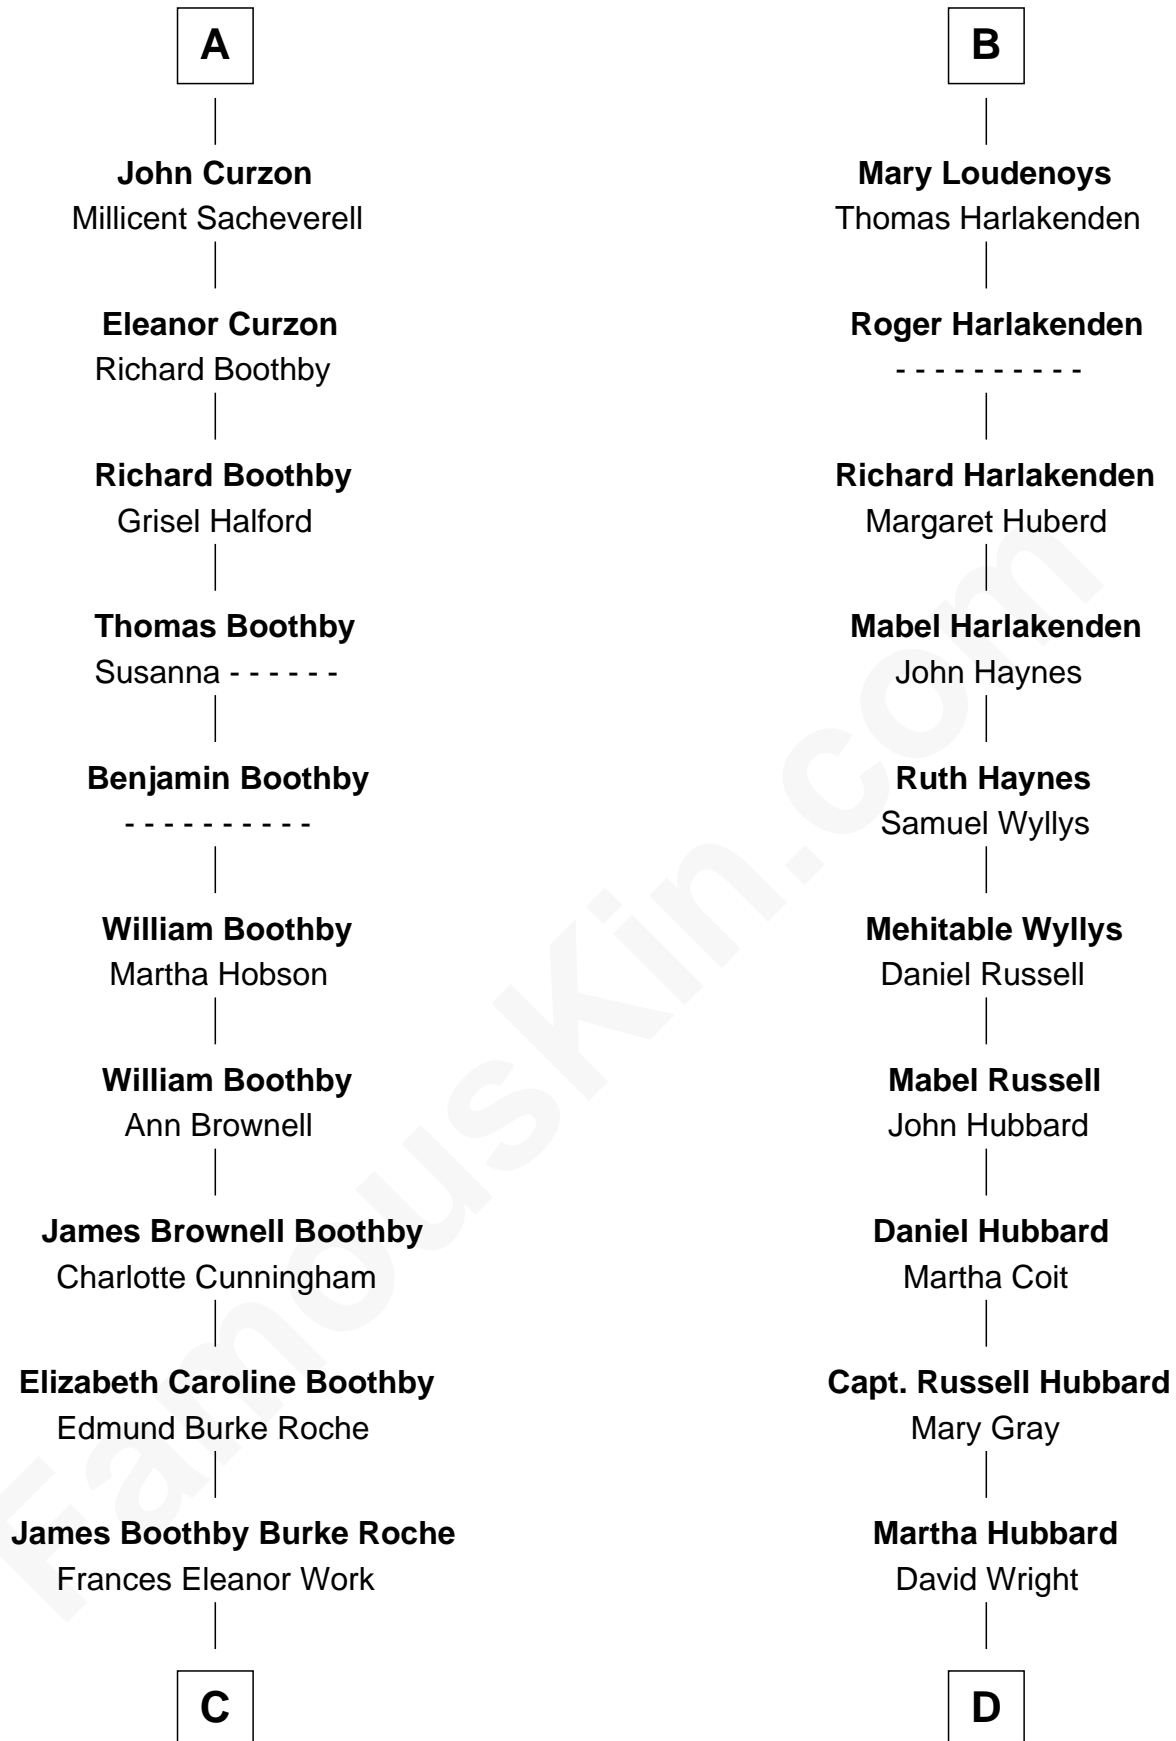 A
John Curzon
Millicent Sacheverell
Eleanor Curzon
Richard Boothby
Richard Boothby
Grisel Halford
Thomas Boothby
Susanna - - - - - -
Benjamin Boothby
- - - - - - - - - -
William Boothby
Martha Hobson
William Boothby
Ann Brownell
James Brownell Boothby
Charlotte Cunningham
Elizabeth Caroline Boothby
Edmund Burke Roche
James Boothby Burke Roche
Frances Eleanor Work
C
B
Mary Loudenoys
Thomas Harlakenden
Roger Harlakenden
- - - - - - - - - -
Richard Harlakenden
Margaret Huberd
Mabel Harlakenden
John Haynes
Ruth Haynes
Samuel Wyllys
Mehitable Wyllys
Daniel Russell
Mabel Russell
John Hubbard
Daniel Hubbard
Martha Coit
Capt. Russell Hubbard
Mary Gray
Martha Hubbard
David Wright
D
FamousKin.com